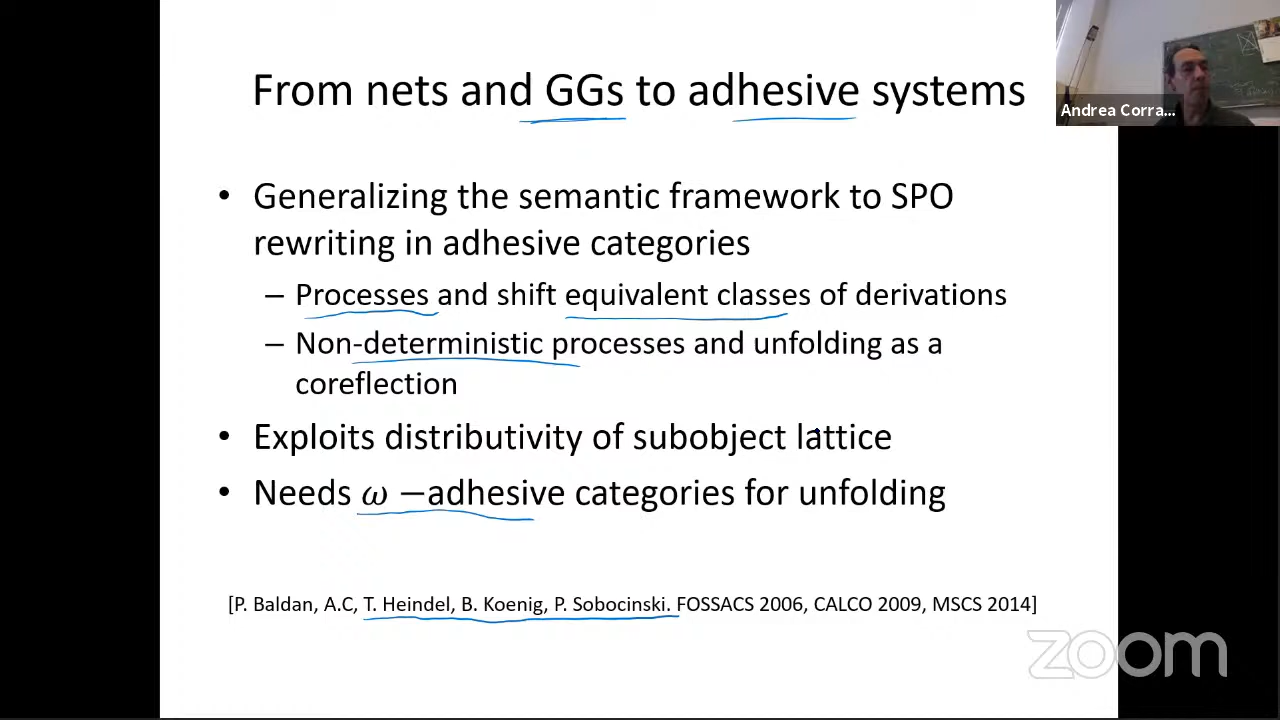 From nets and GGs to adhesive systems
Andrea Corra...
• Generalizing the semantic framework to SPO
rewriting in adhesive categories
– Processes and shift equivalent classes of derivations
– Non-deterministic processes and unfolding as a
coreflection
• Exploits distributivity of subobject lattice
• Needs ω −adhesive categories for unfolding
[P. Baldan, A.C, T. Heindel, B. Koenig, P. Sobocinski. FOSSACS 2006, CALCO 2009, MSCS 2014]
zoom